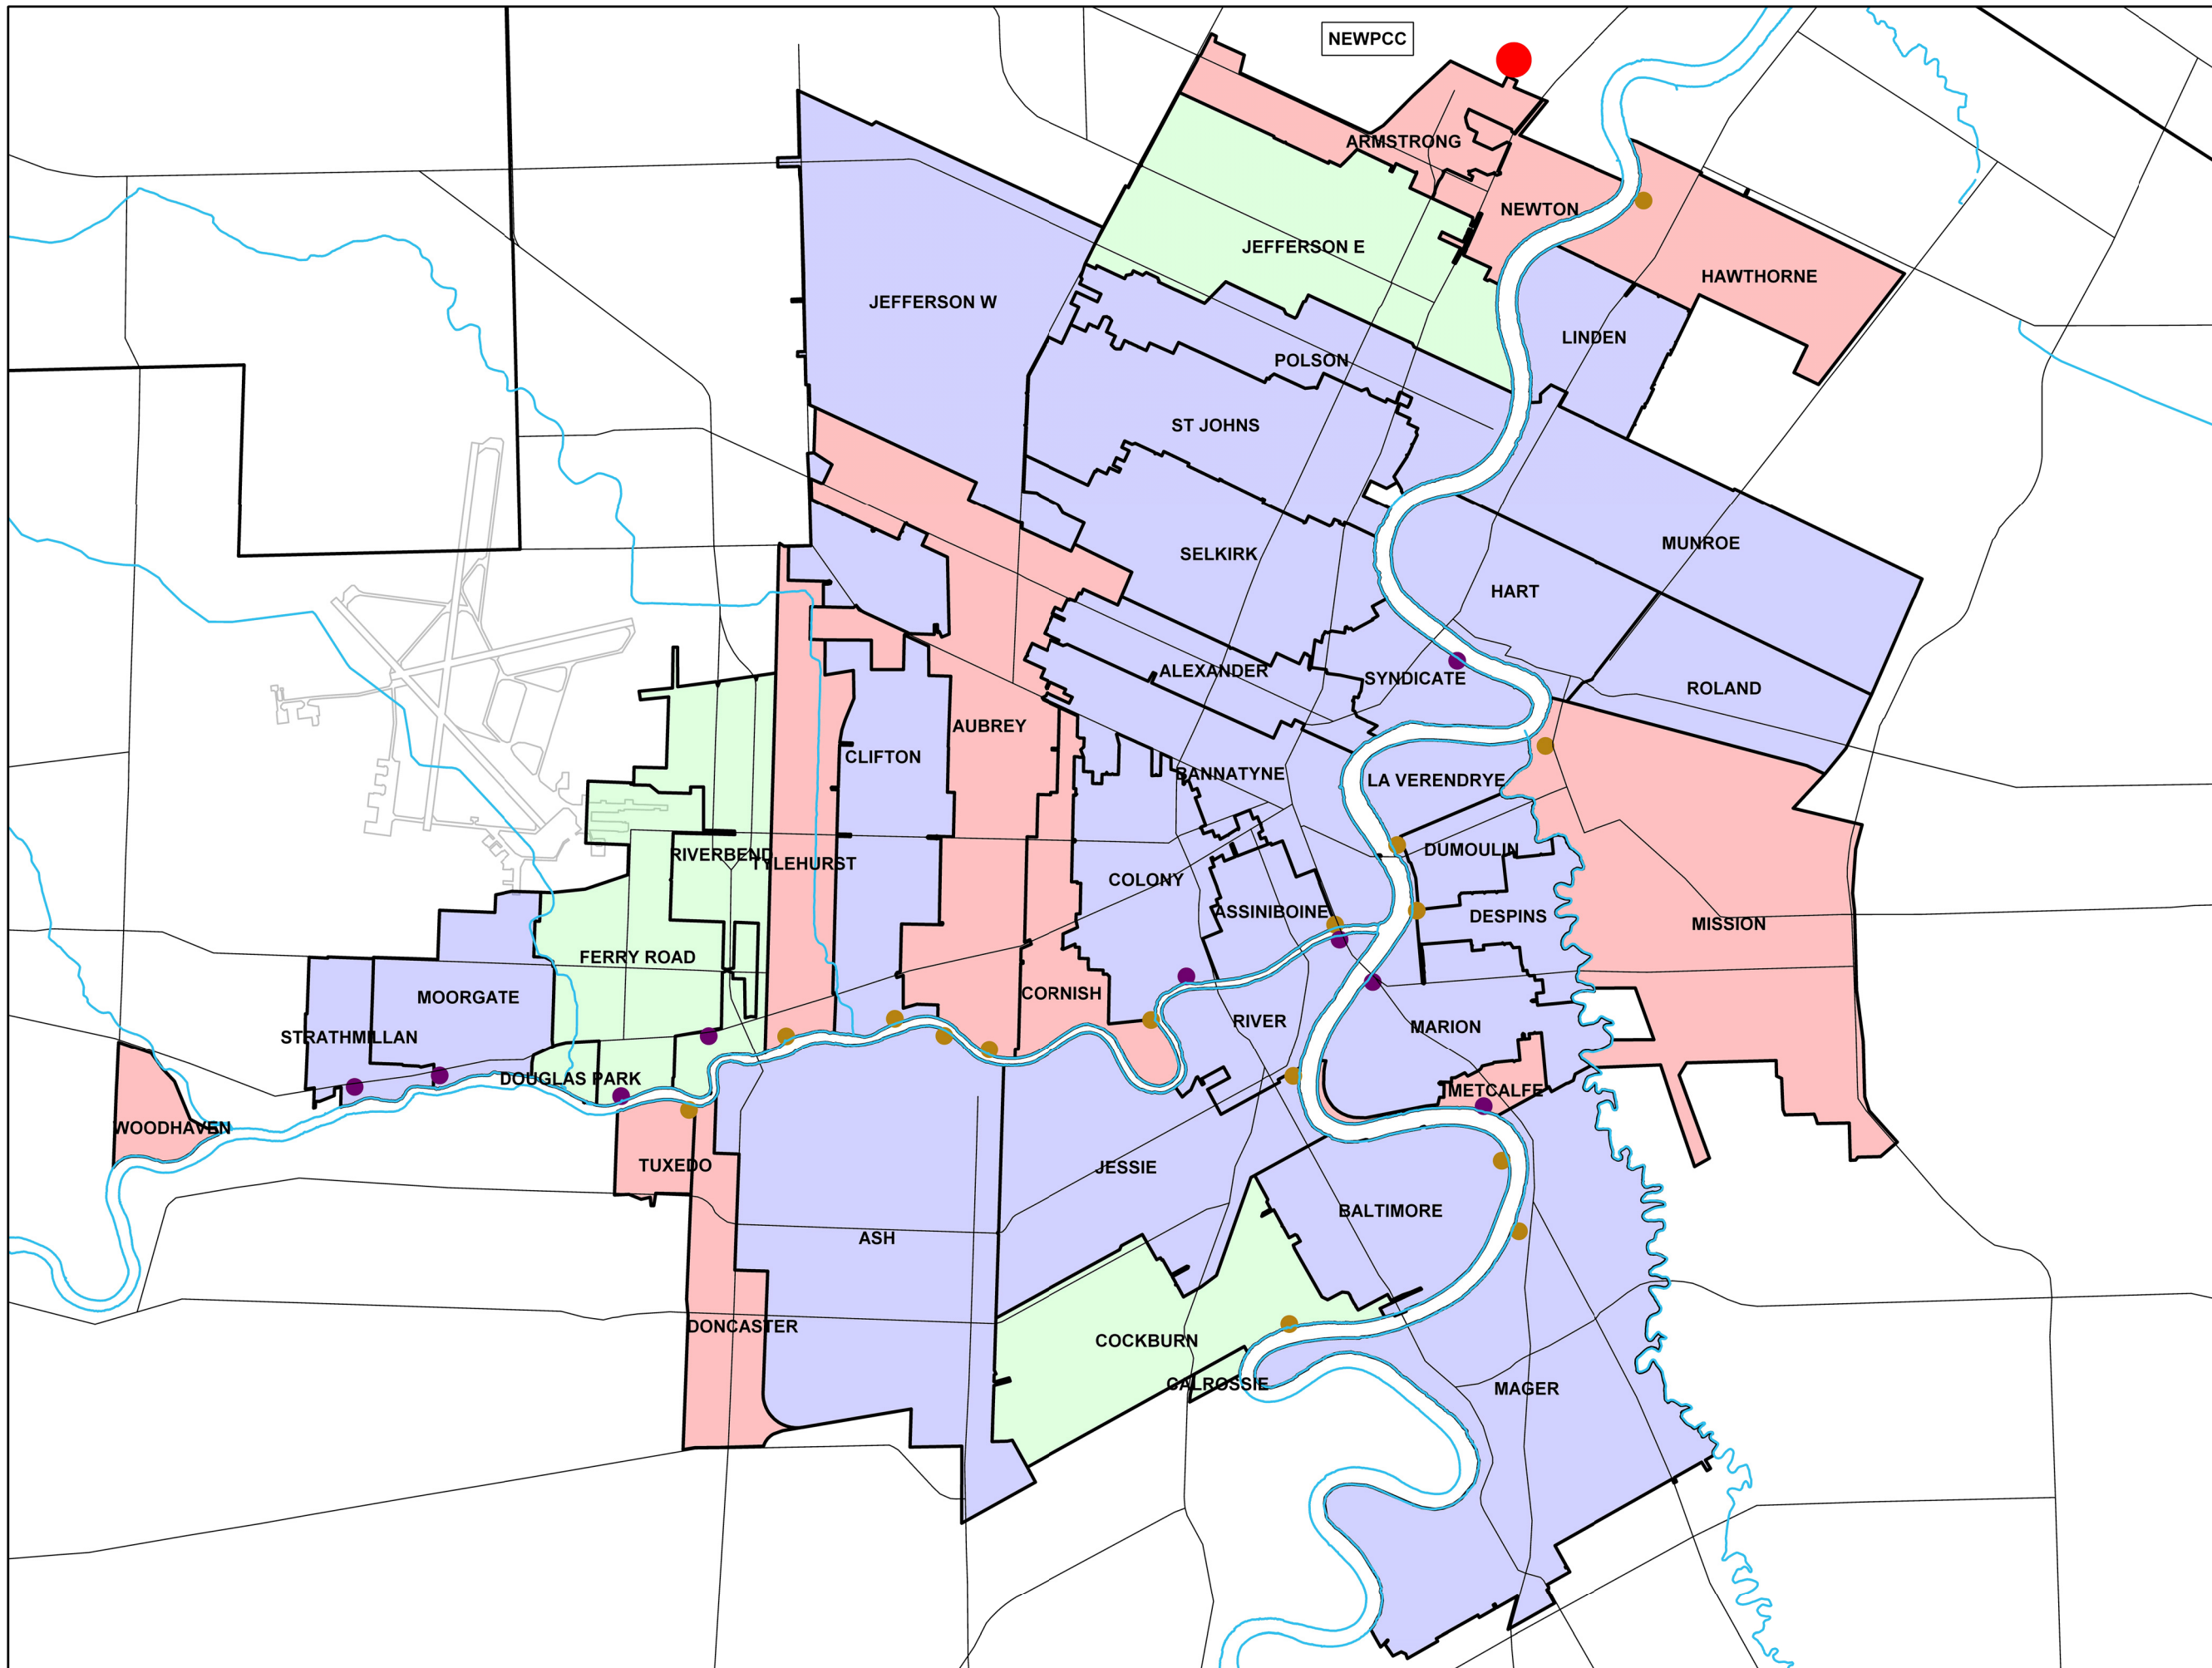 NEWPCC
ARMSTRONG
NEWTON
JEFFERSON E
HAWTHORNE
JEFFERSON W
LINDEN
POLSON
ST JOHNS
SELKIRK
MUNROE
HART
ALEXANDER
SYNDICATE
ROLAND
AUBREY
CLIFTON
BANNATYNE
LA VERENDRYE
RIVERBEND
TYLEHURST
DUMOULIN
COLONY
ASSINIBOINE
DESPINS
MISSION
FERRY ROAD
MOORGATE
CORNISH
RIVER
MARION
STRATHMILLAN
DOUGLAS PARK
METCALFE
WOODHAVEN
TUXEDO
JESSIE
BALTIMORE
ASH
DONCASTER
COCKBURN
CALROSSIE
MAGER